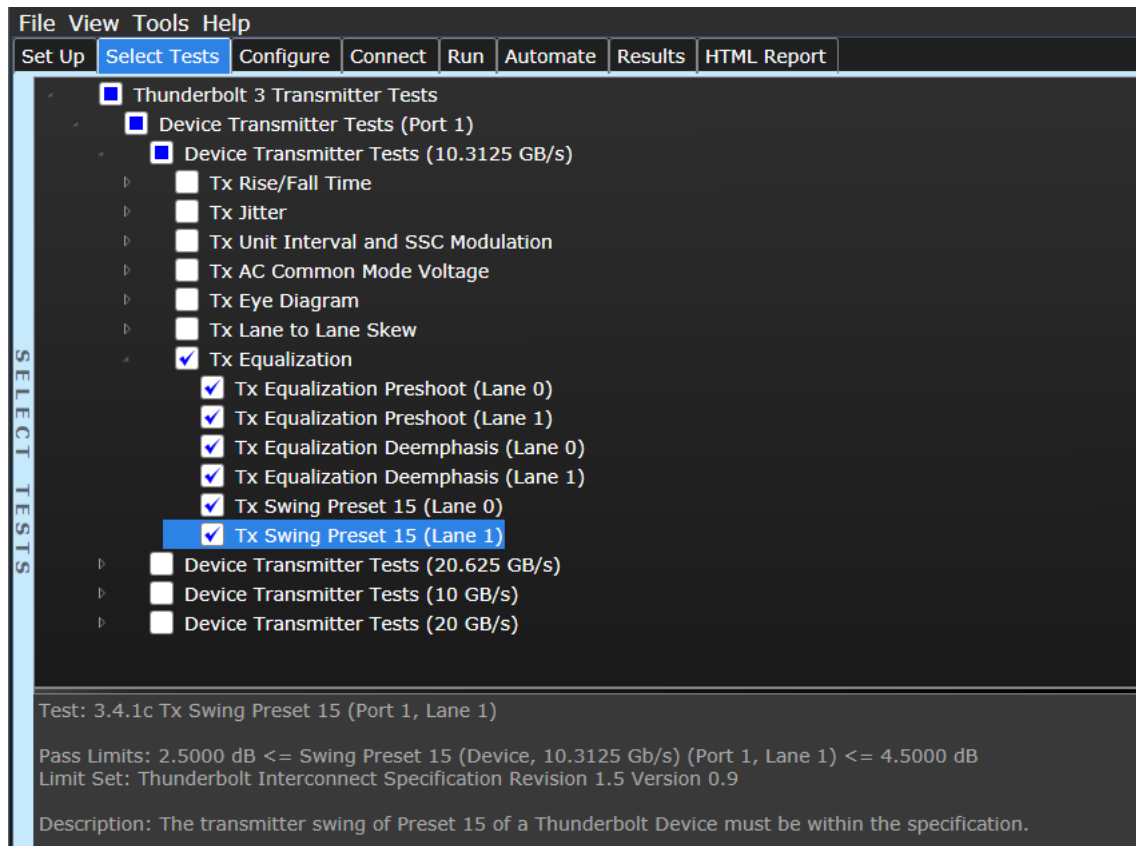 File View Tools Help
Set Up Select Tests Configure Connect Run Automate Results HTML Report
Thunderbolt 3 Transmitter Tests
Device Transmitter Tests (Port 1)
Device Transmitter Tests (10.3125 GB/s)
Tx Rise/Fall Time
Tx Jitter
Tx Unit Interval and SSC Modulation
Tx AC Common Mode Voltage
Tx Eye Diagram
Tx Lane to Lane Skew
Tx Equalization
Tx Equalization Preshoot (Lane 0)
Tx Equalization Preshoot (Lane 1)
Tx Equalization Deemphasis (Lane 0)
Tx Equalization Deemphasis (Lane 1)
Tx Swing Preset 15 (Lane 0)
Tx Swing Preset 15 (Lane 1)
Device Transmitter Tests (20.625 GB/s)
Device Transmitter Tests (10 GB/s)
Device Transmitter Tests (20 GB/s)
SELECT TESTS
Test: 3.4.1c Tx Swing Preset 15 (Port 1, Lane 1)
Pass Limits: 2.5000 dB <= Swing Preset 15 (Device, 10.3125 Gb/s) (Port 1, Lane 1) <= 4.5000 dB
Limit Set: Thunderbolt Interconnect Specification Revision 1.5 Version 0.9
Description: The transmitter swing of Preset 15 of a Thunderbolt Device must be within the specification.